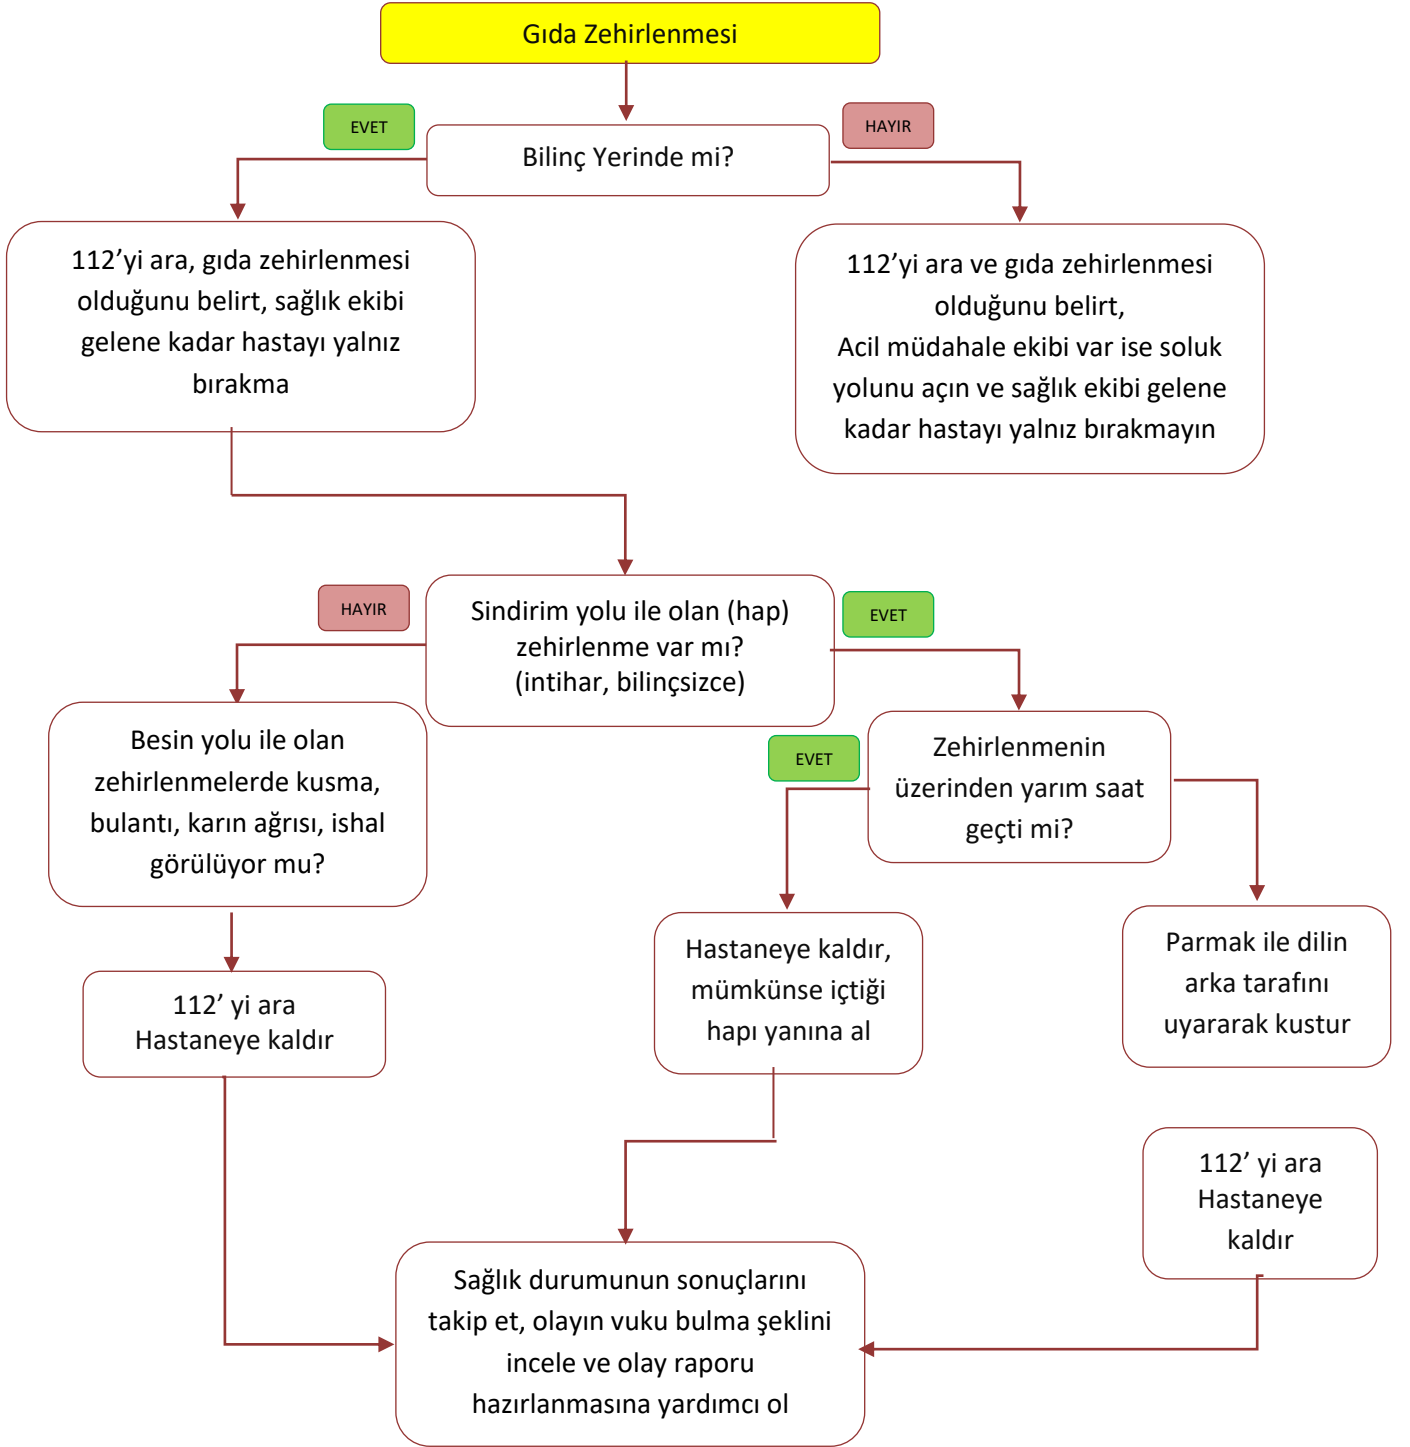 Gıda Zehirlenmesi
EVET
HAYIR
Bilinç Yerinde mi?
112’yi ara, gıda zehirlenmesi
olduğunu belirt, sağlık ekibi
gelene kadar hastayı yalnız
bırakma
112’yi ara ve gıda zehirlenmesi
olduğunu belirt,
Acil müdahale ekibi var ise soluk
yolunu açın ve sağlık ekibi gelene
kadar hastayı yalnız bırakmayın
HAYIR
Sindirim yolu ile olan (hap)
zehirlenme var mı?
(intihar, bilinçsizce)
EVET
Besin yolu ile olan
zehirlenmelerde kusma,
bulantı, karın ağrısı, ishal
görülüyor mu?
EVET
Zehirlenmenin
üzerinden yarım saat
geçti mi?
112’ yi ara
Hastaneye kaldır
Hastaneye kaldır,
mümkünse içtiği
hapı yanına al
Parmak ile dilin
arka tarafını
uyararak kustur
112’ yi ara
Hastaneye
kaldır
Sağlık durumunun sonuçlarını
takip et, olayın vuku bulma şeklini
incele ve olay raporu
hazırlanmasına yardımcı ol